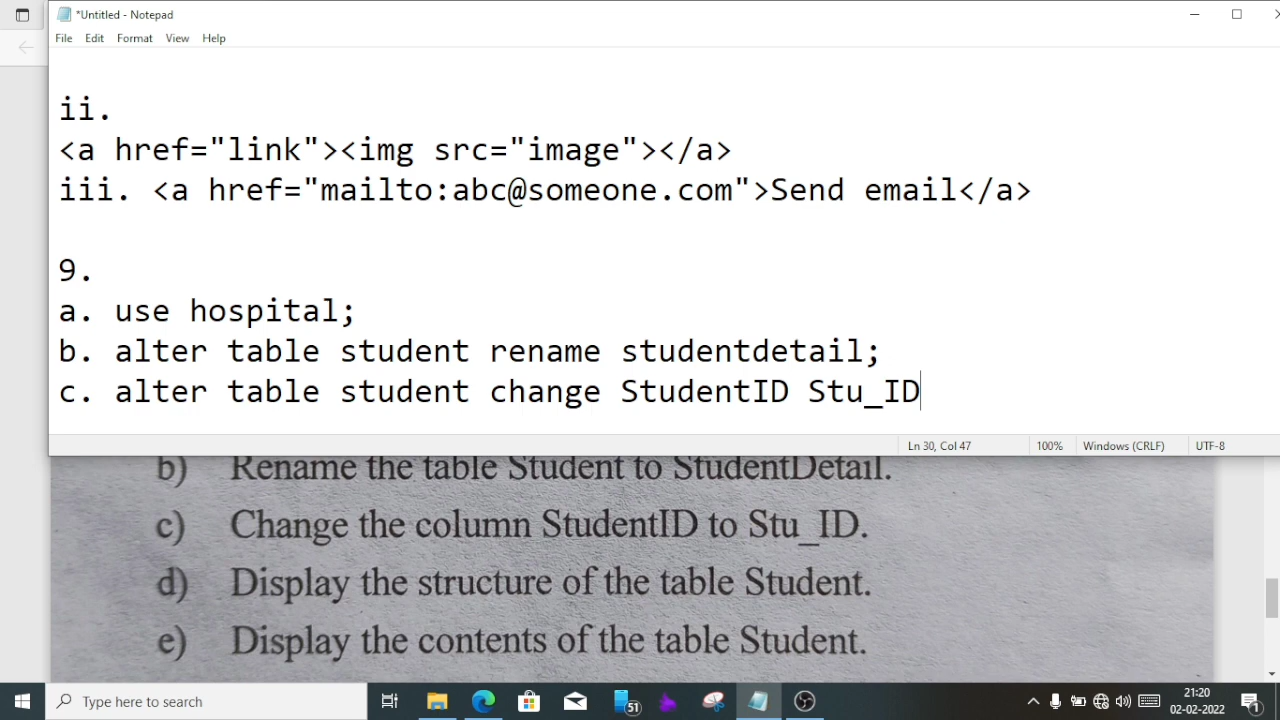 *Untitled - Notepad
File Edit Format View Help
ii.
<a href="link"><img src="image"></a>
iii. <a href="mailto:abc@someone.com">Send email</a>
9.
a. use hospital;
b. alter table student rename studentdetail;
c. alter table student change StudentID Stu_ID
Ln 30, Col 47 100% Windows (CRLF) UTF-8
b) Rename the table Student to StudentDetail.
c) Change the column StudentID to Stu_ID.
d) Display the structure of the table Student.
e) Display the contents of the table Student.
Type here to search 51 21:20
02-02-2022 1